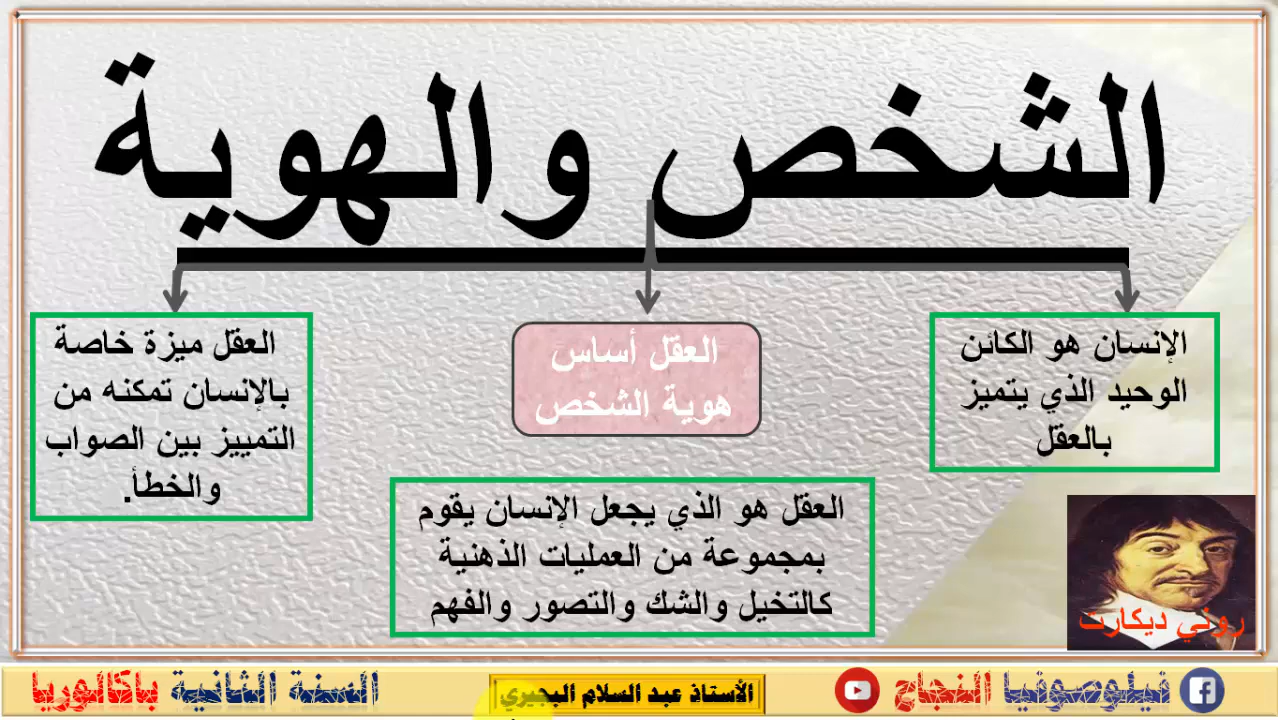 الشخص والهوية
الإنسان هو الكائن
الوحيد الذي يتميز
بالعقل
العقل أساس
هوية الشخص
العقل ميزة خاصة
بالإنسان تمكنه من
التمييز بين الصواب
والخطأ.
العقل هو الذي يجعل الإنسان يقوم
بمجموعة من العمليات الذهنية
كالتخيل والشك والتصور والفهم
روني ديكارت
فيلوصوفيا النجاح
الأستاذ عبد السلام البجيري
السنة الثانية باكالوريا